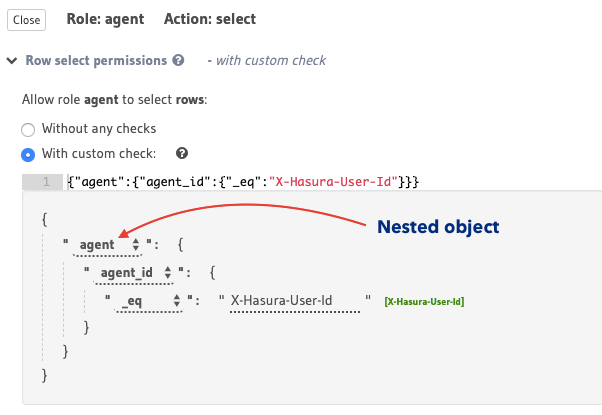 Close Role: agent Action: select
Row select permissions ? - with custom check
Allow role agent to select rows:
Without any checks
With custom check: ?
1 {"agent":{"agent_id":{"_eq":"X-Hasura-User-Id"}}}
{
" agent ": {
Nested object
" agent_id ": {
" _eq ": " X-Hasura-User-Id " [X-Hasura-User-Id]
}
}
}